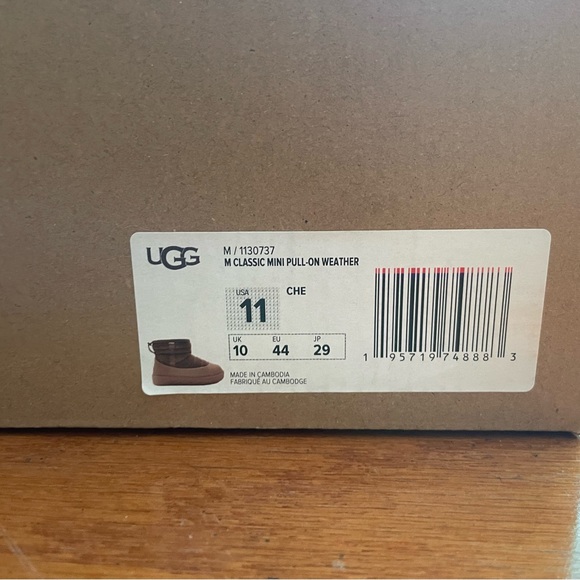 UGG
M / 1130737
M CLASSIC MINI PULL-ON WEATHER
USA
11
CHE
UK EU JP
10 44 29
MADE IN CAMBODIA
FABRIQUÉ AU CAMBODGE
1 95719 74888 3